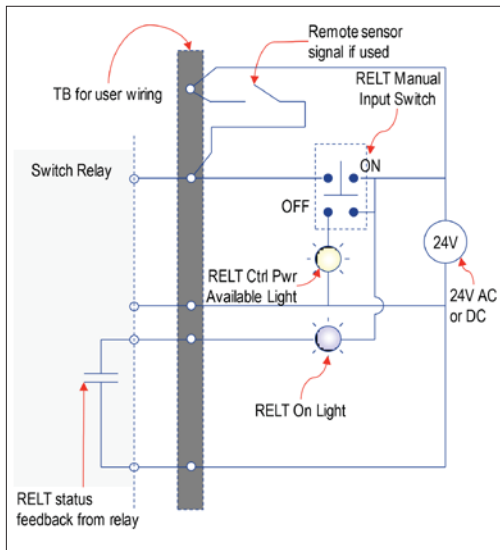 Remote sensor
signal if used
TB for user wiring
RELT Manual
Input Switch
Switch Relay
ON
OFF
24V
RELT Ctrl Pwr
Available Light
24V AC
or DC
RELT On Light
RELT status
feedback from relay